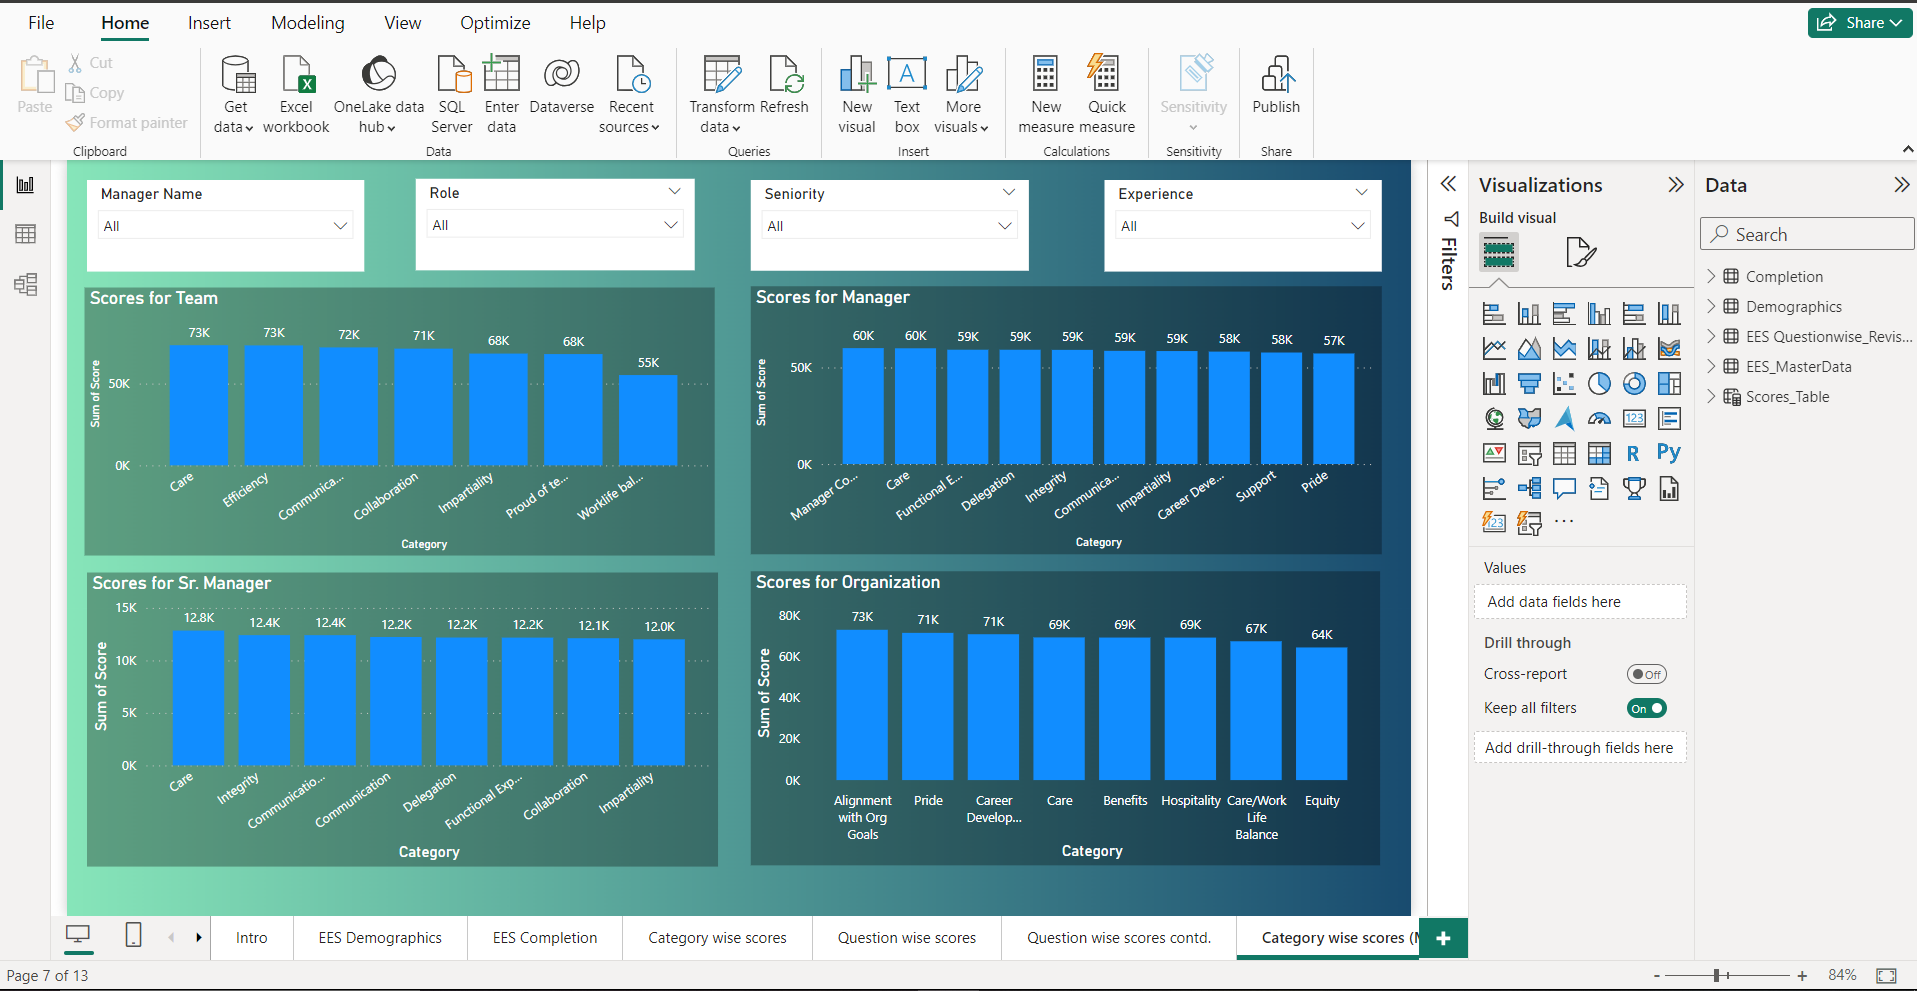 File Home Insert Modeling View Optimize Help Share
Paste
Cut
Copy
Format painter
Clipboard
Get data
Excel workbook
OneLake data hub
SQL Server
Enter data
Dataverse
Recent sources
Data
Transform data
Refresh
Queries
New visual
Text box
More visuals
Insert
New measure
Quick measure
Calculations
Sensitivity
Sensitivity
Publish
Share
Manager Name
All
Role
All
Seniority
All
Experience
All
Scores for Team
Sum of Score
50K
0K
73K 73K 72K 71K 68K 68K 55K
Care Efficiency Communica... Collaboration Impartiality Proud of te... Worklife bal...
Category
Scores for Manager
Sum of Score
50K
0K
60K 60K 59K 59K 59K 59K 59K 58K 58K 57K
Manager Co... Care Functional E... Delegation Integrity Communica... Impartiality Career Deve... Support Pride
Category
Scores for Sr. Manager
Sum of Score
15K
10K
5K
0K
12.8K 12.4K 12.4K 12.2K 12.2K 12.2K 12.1K 12.0K
Care Integrity Communicatio... Communication Delegation Functional Exp... Collaboration Impartiality
Category
Scores for Organization
Sum of Score
80K
60K
40K
20K
0K
73K 71K 71K 69K 69K 69K 67K 64K
Alignment with Org Goals
Pride
Career Develop...
Care
Benefits
Hospitality
Care/Work Life Balance
Equity
Category
Filters
Visualizations
Build visual
123
R
Py
123
...
Values
Add data fields here
Drill through
Cross-report
Off
Keep all filters
On
Add drill-through fields here
Data
Search
Completion
Demographics
EES Questionwise_Revis...
EES_MasterData
Scores_Table
Intro
EES Demographics
EES Completion
Category wise scores
Question wise scores
Question wise scores contd.
Category wise scores (
+
Page 7 of 13
- + 84%